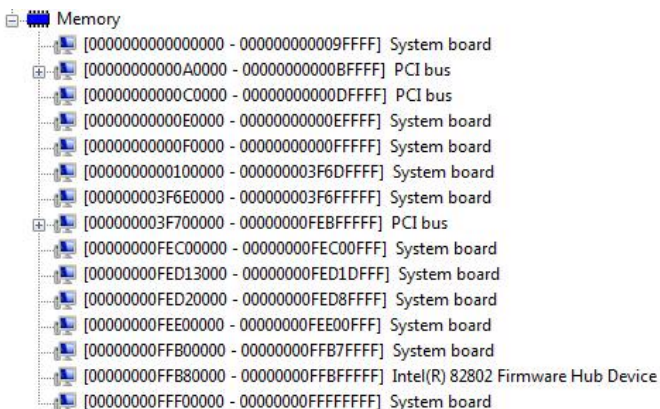 Memory
[0000000000000000 - 000000000009FFFF] System board
[00000000000A0000 - 00000000000BFFFF] PCI bus
[00000000000C0000 - 00000000000DFFFF] PCI bus
[00000000000E0000 - 00000000000EFFFF] System board
[00000000000F0000 - 00000000000FFFFF] System board
[0000000000100000 - 000000003F6DFFFF] System board
[000000003F6E0000 - 000000003F6FFFFF] System board
[000000003F700000 - 00000000FEBFFFFF] PCI bus
[00000000FEC00000 - 00000000FEC00FFF] System board
[00000000FED13000 - 00000000FED1DFFF] System board
[00000000FED20000 - 00000000FED8FFFF] System board
[00000000FEE00000 - 00000000FEE00FFF] System board
[00000000FFB00000 - 00000000FFB7FFFF] System board
[00000000FFB80000 - 00000000FFBFFFFF] Intel(R) 82802 Firmware Hub Device
[00000000FFF00000 - 00000000FFFFFFFF] System board